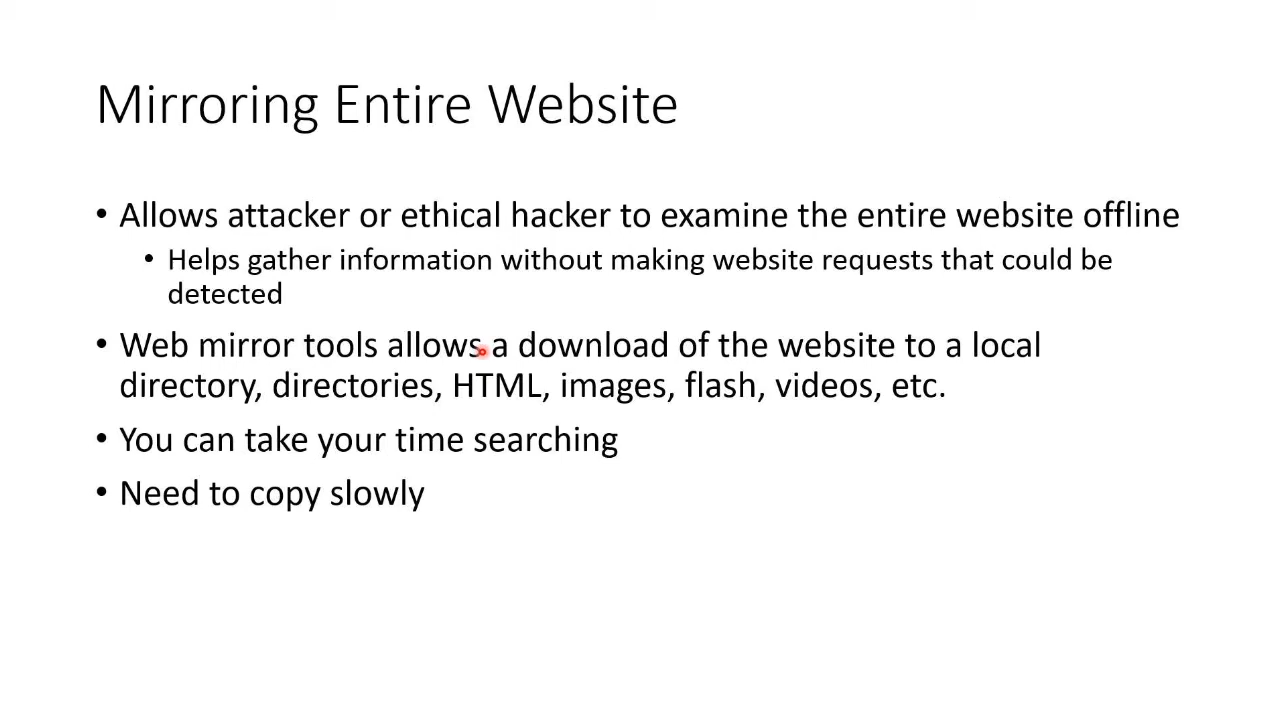 Mirroring Entire Website
• Allows attacker or ethical hacker to examine the entire website offline
• Helps gather information without making website requests that could be
detected
• Web mirror tools allows a download of the website to a local
directory, directories, HTML, images, flash, videos, etc.
• You can take your time searching
• Need to copy slowly